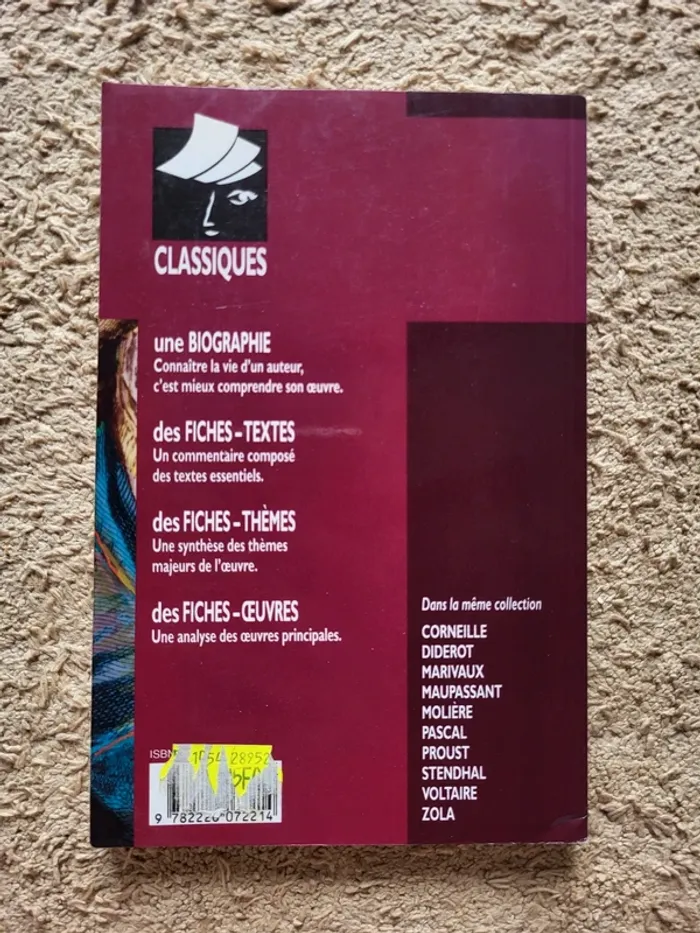 CLASSIQUES
une BIOGRAPHIE
Connaître la vie d'un auteur,
c'est mieux comprendre son œuvre.
des FICHES-TEXTES
Un commentaire composé
des textes essentiels.
des FICHES-THÈMES
Une synthèse des thèmes
majeurs de l'œuvre.
des FICHES-ŒUVRES
Une analyse des œuvres principales.
Dans la même collection
CORNEILLE
DIDEROT
MARIVAUX
MAUPASSANT
MOLIÈRE
PASCAL
PROUST
STENDHAL
VOLTAIRE
ZOLA
ISBN
28952